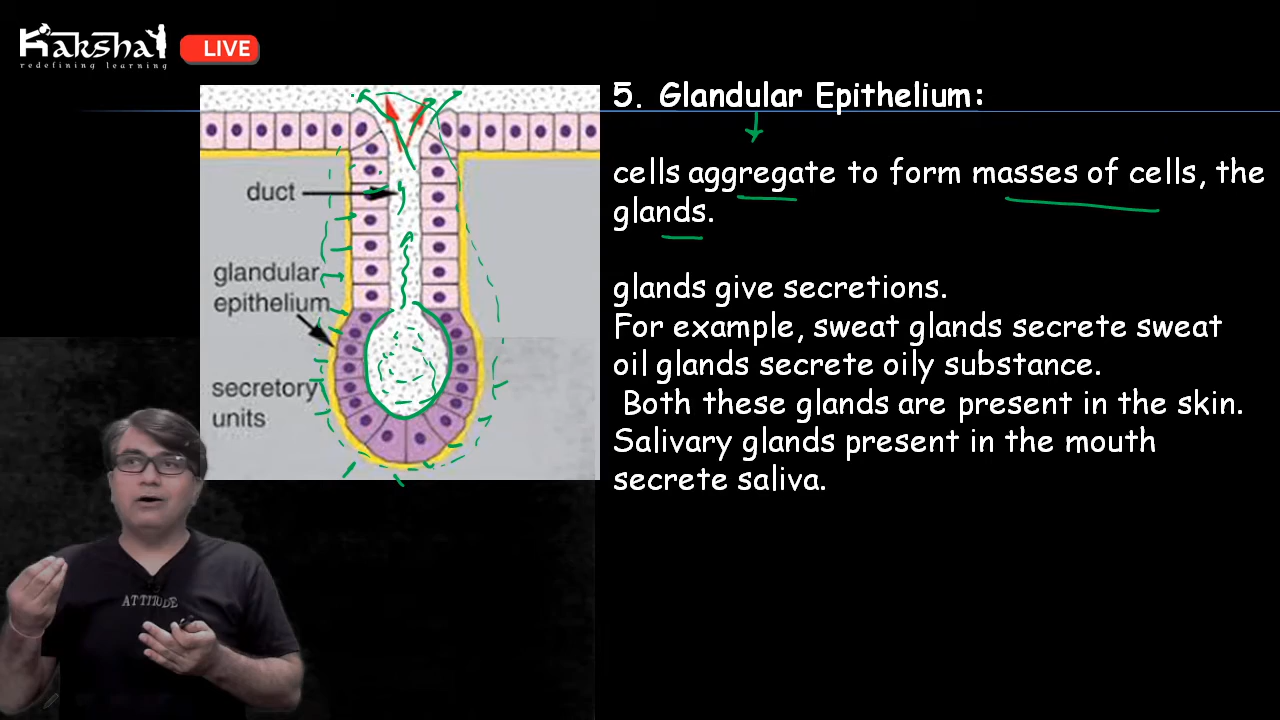 Kaksha
redefining learning
LIVE
5. Glandular Epithelium:
cells aggregate to form masses of cells, the
glands.
glands give secretions.
For example, sweat glands secrete sweat
oil glands secrete oily substance.
Both these glands are present in the skin.
Salivary glands present in the mouth
secrete saliva.
duct
glandular
epithelium
secretory
units
ATTITUDE